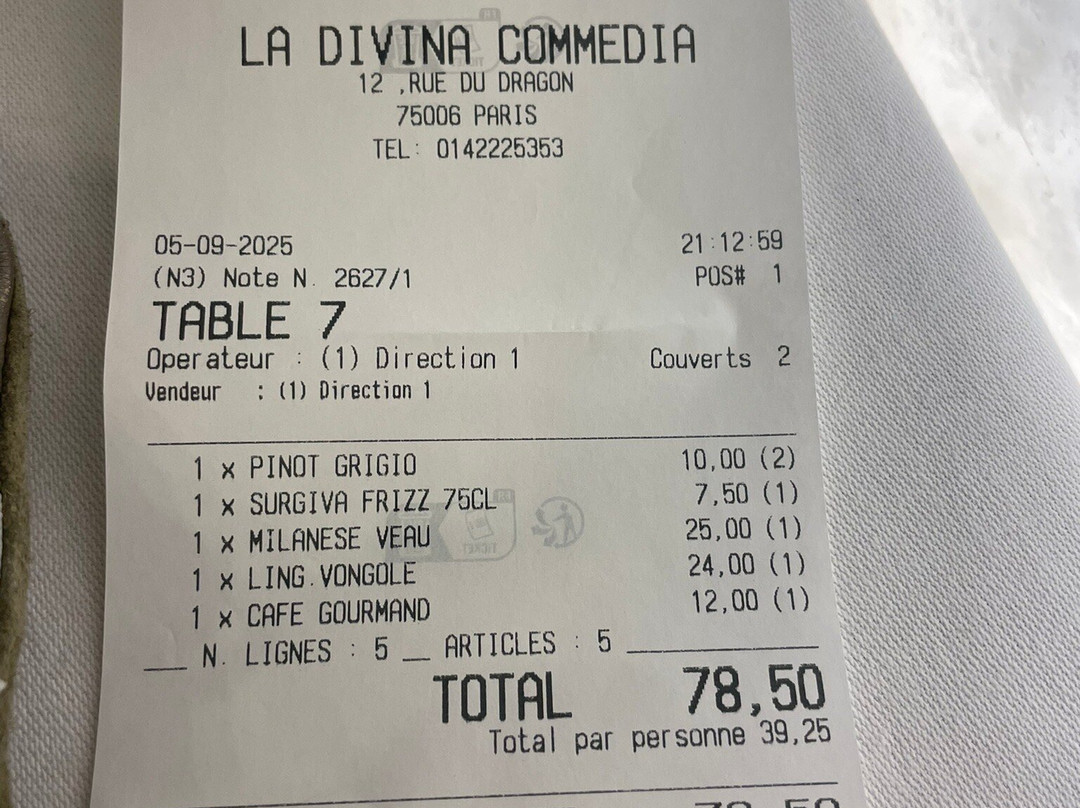 LA DIVINA COMMEDIA
12 ,RUE DU DRAGON
75006 PARIS
TEL: 0142225353
05-09-2025 21:12:59
(N3) Note N. 2627/1 POS# 1
TABLE 7
Operateur : (1) Direction 1 Couverts 2
Vendeur : (1) Direction 1
1 x PINOT GRIGIO 10,00 (2)
1 x SURGIVA FRIZZ 75CL 7,50 (1)
1 x MILANESE VEAU 25,00 (1)
1 x LING.VONGOLE 24,00 (1)
1 x CAFE GOURMAND 12,00 (1)
N. LIGNES : 5 __ ARTICLES : 5
TOTAL 78,50
Total par personne 39,25